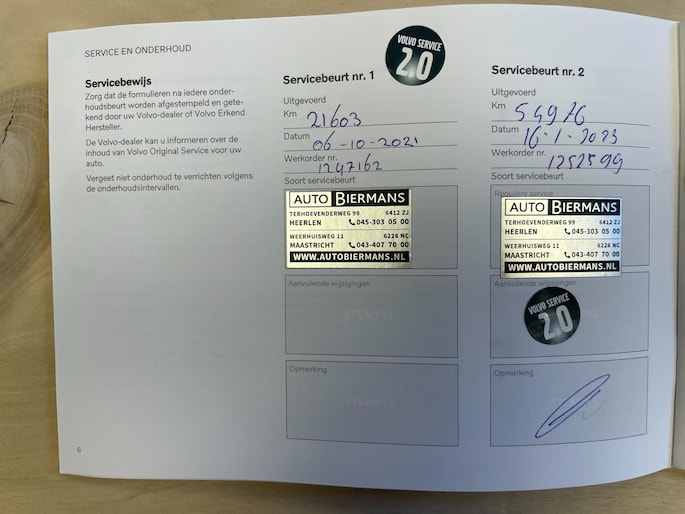 SERVICE EN ONDERHOUD
Servicebewijs
Zorg dat de formulieren na iedere onder-
houdsbeurt worden afgestempeld en gete-
kend door uw Volvo-dealer of Volvo Erkend
Hersteller.
De Volvo-dealer kan u informeren over de
inhoud van Volvo Original Service voor uw
auto.
Vergeet niet onderhoud te verrichten volgens
de onderhoudsintervallen.
6
VOLVO SERVICE
2.0
Servicebeurt nr. 1
Uitgevoerd
Km 21603
Datum 06-10-2021
Werkorder nr. 1247162
Soort servicebeurt
AUTO BIERMANS
TERHOEVENDERWEG 99 6412 ZJ
HEERLEN 045-303 05 00
WEERHUISWEG 11 6226 NC
MAASTRICHT 043-407 70 00
WWW.AUTOBIERMANS.NL
Aanvullende wijzigingen
STEMPEL
Opmerking
STEMPEL
Servicebeurt nr. 2
Uitgevoerd
Km 54976
Datum 16-1-2023
Werkorder nr. 1252599
Soort servicebeurt
Reguliere service
AUTO BIERMANS
TERHOEVENDERWEG 99 6412 ZJ
HEERLEN 045-303 05 00
WEERHUISWEG 11 6226 NC
MAASTRICHT 043-407 70 00
WWW.AUTOBIERMANS.NL
Aanvullende wijzigingen
VOLVO SERVICE
2.0
Opmerking